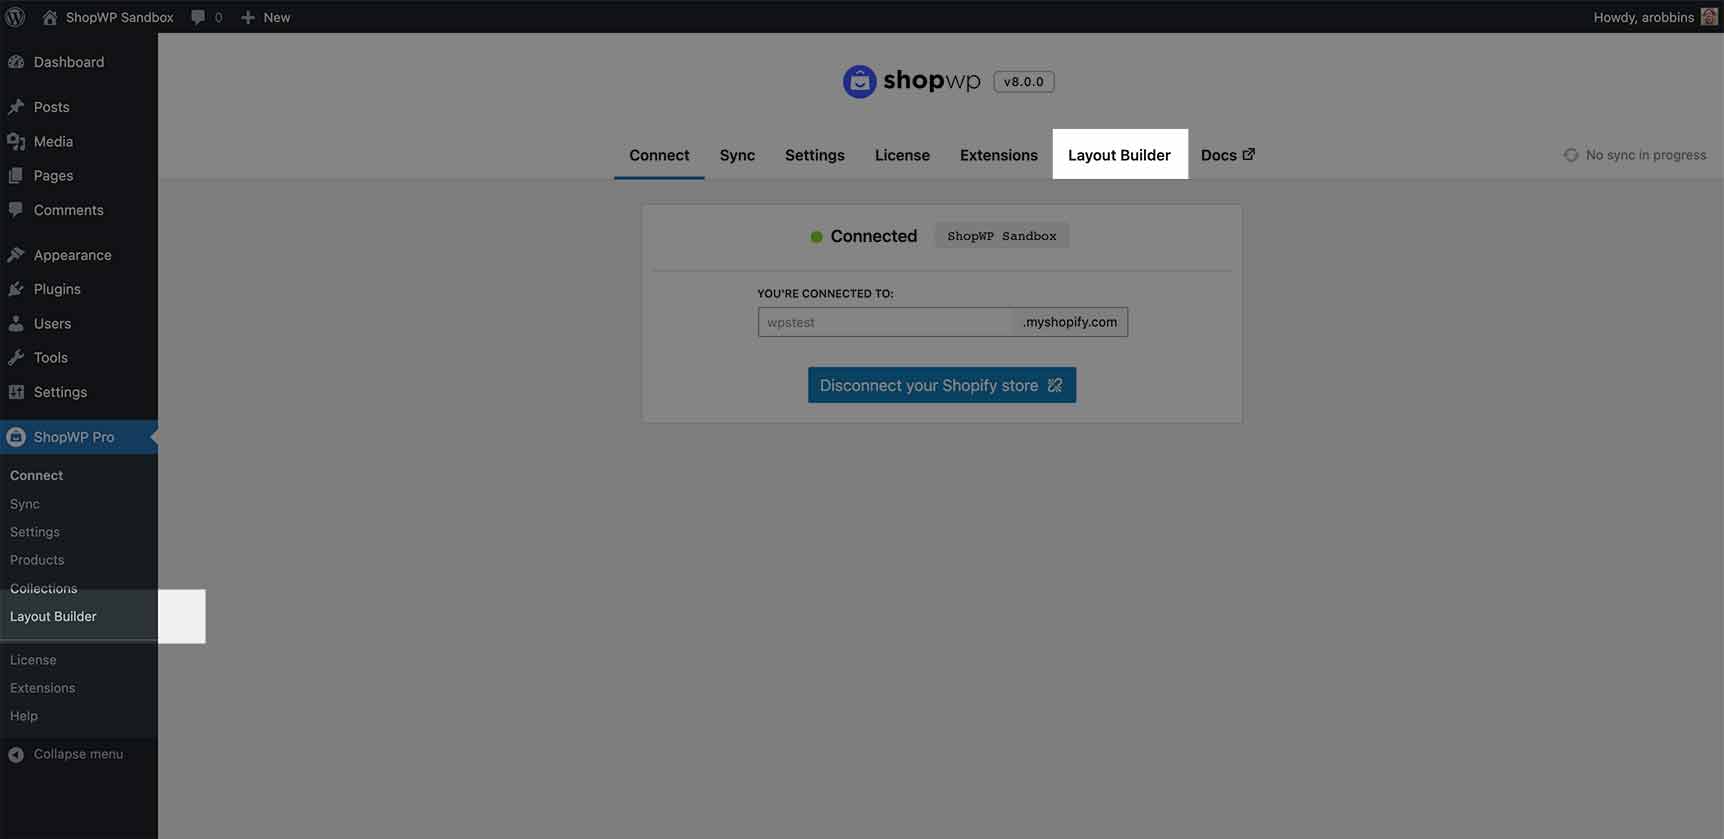 ShopWP Sandbox 0 New Howdy, arobbins
Dashboard
Posts
Media
Pages
Comments
Appearance
Plugins
Users
Tools
Settings
ShopWP Pro
Connect
Sync
Settings
Products
Collections
Layout Builder
License
Extensions
Help
Collapse menu
shopwp v8.0.0
Connect Sync Settings License Extensions Layout Builder Docs No sync in progress
Connected ShopWP Sandbox
YOU'RE CONNECTED TO:
wpstest .myshopify.com
Disconnect your Shopify store